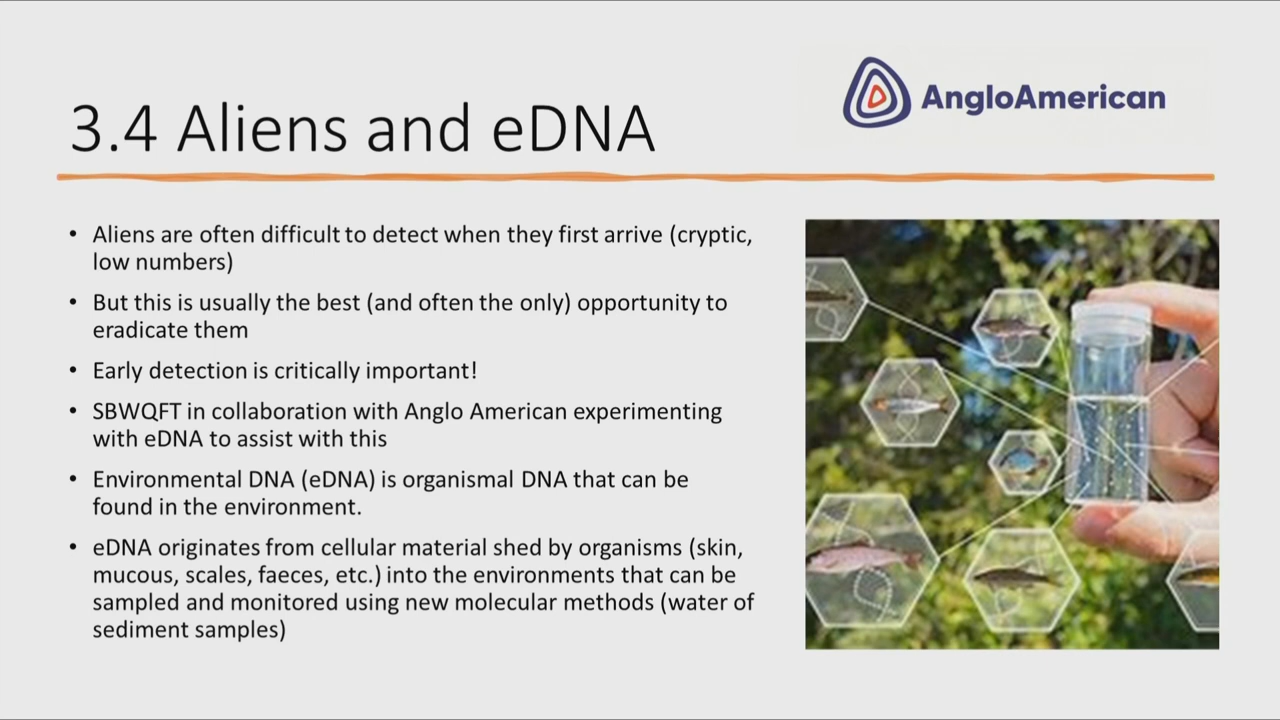 AngloAmerican
3.4 Aliens and eDNA
• Aliens are often difficult to detect when they first arrive (cryptic,
low numbers)
• But this is usually the best (and often the only) opportunity to
eradicate them
• Early detection is critically important!
• SBWQFT in collaboration with Anglo American experimenting
with eDNA to assist with this
• Environmental DNA (eDNA) is organismal DNA that can be
found in the environment.
• eDNA originates from cellular material shed by organisms (skin,
mucous, scales, faeces, etc.) into the environments that can be
sampled and monitored using new molecular methods (water of
sediment samples)